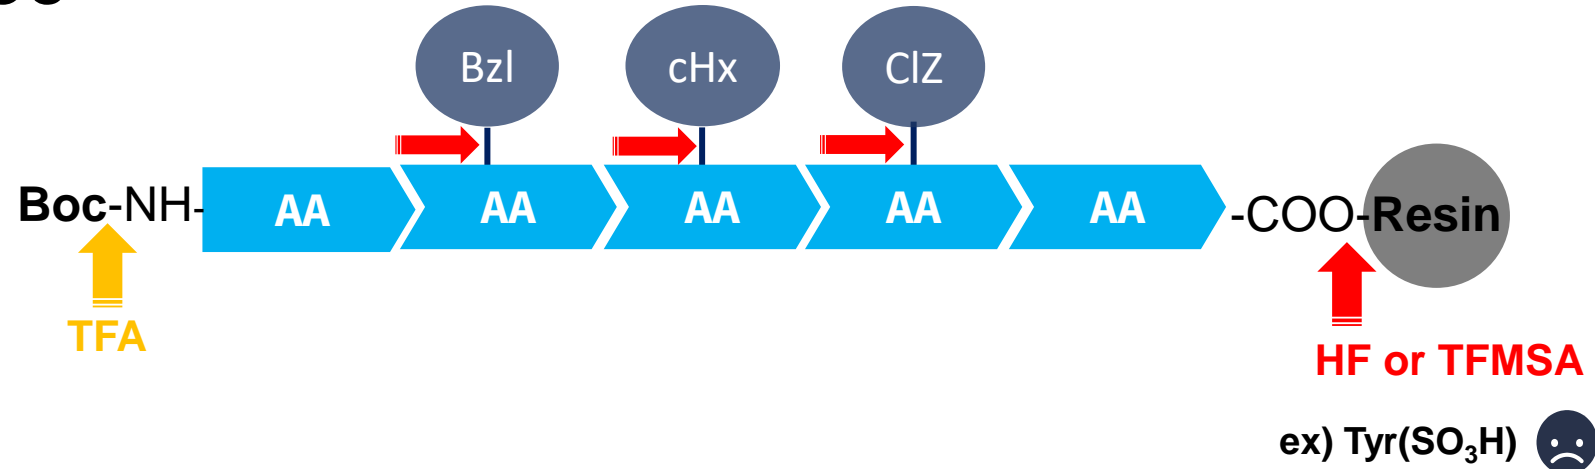 Bzl cHx ClZ
Boc-NH- AA AA AA AA AA -COO-Resin
TFA
HF or TFMSA
ex) Tyr(SO₃H)